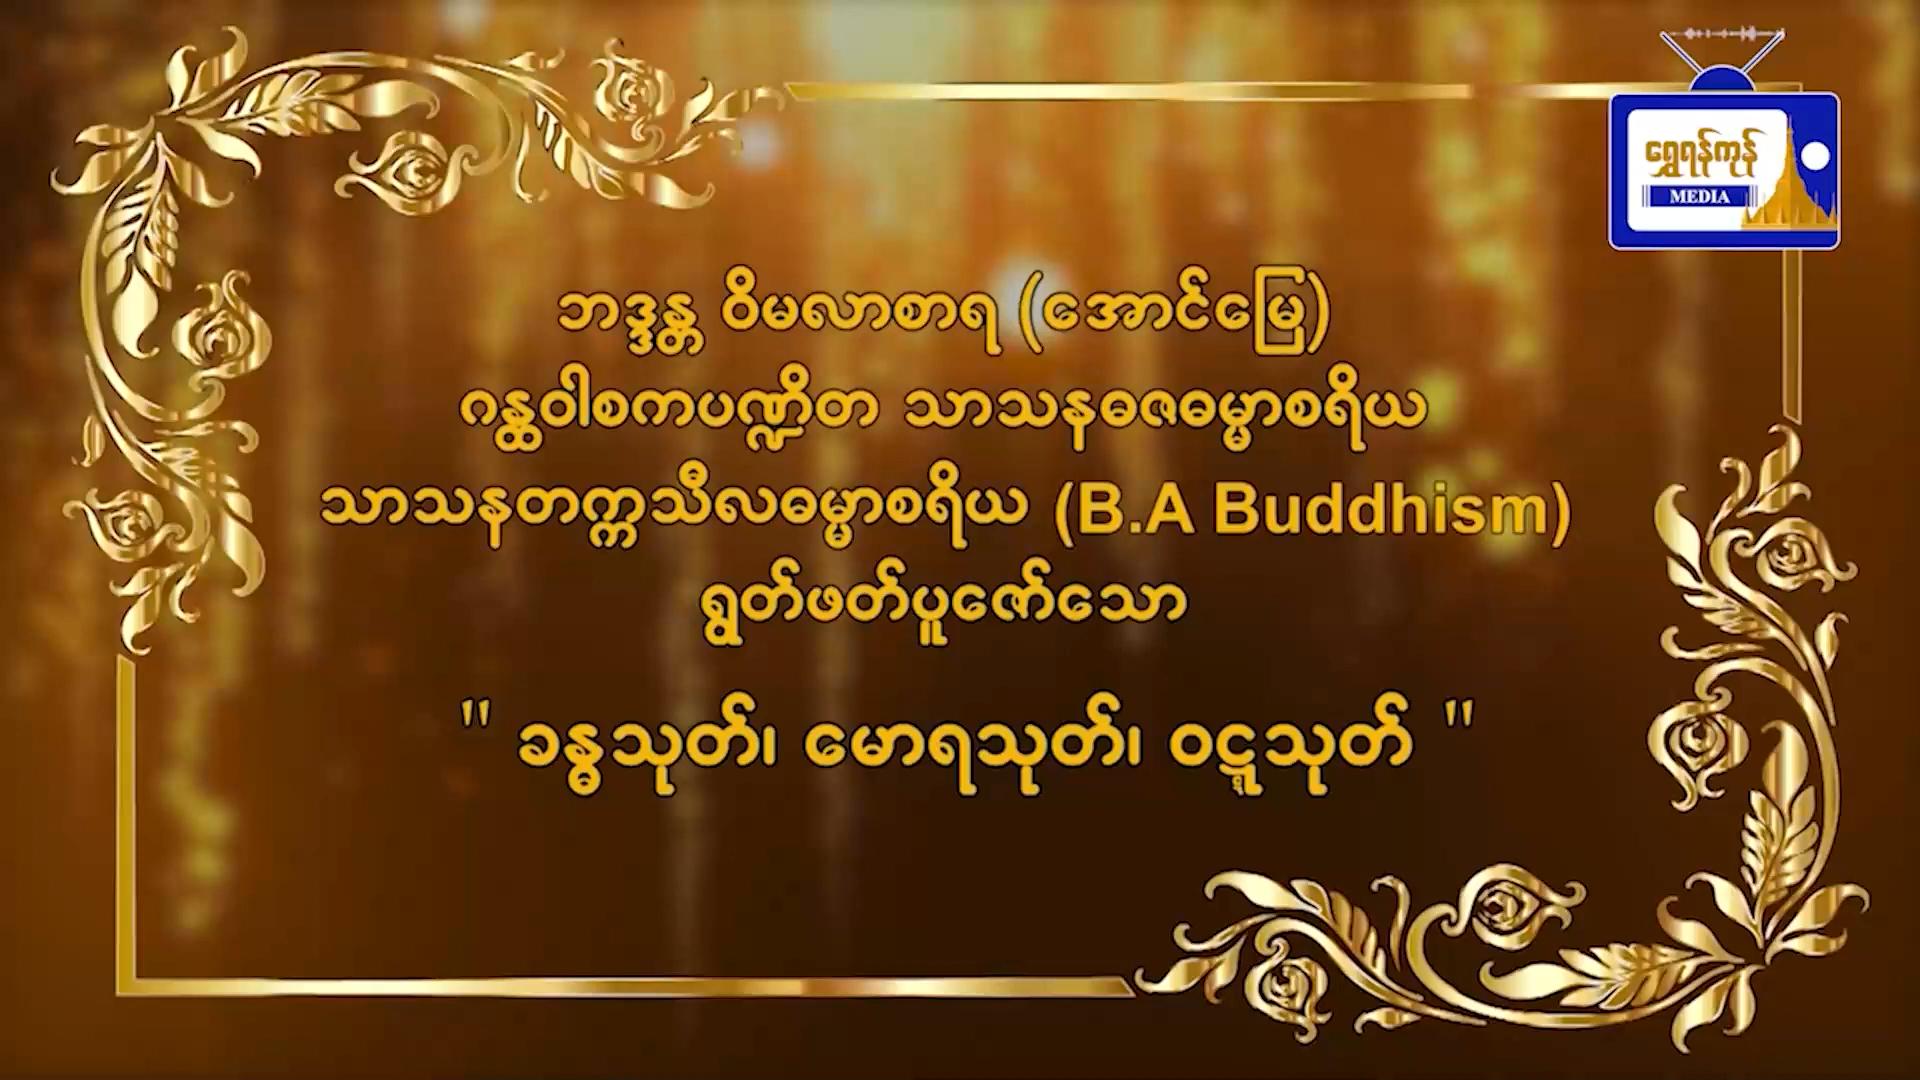 ရွှေရန်ကုန်
MEDIA
ဘဒ္ဒန္တ ဝိမလာစာရ (အောင်မြေ)
ဂန္ထဝါစကပဏ္ဍိတ သာသနဓဇဓမ္မာစရိယ
သာသနတက္ကသီလဓမ္မာစရိယ (B.A Buddhism)
ရွတ်ဖတ်ပူဇော်သော
" ခန္ဓသုတ်၊ မောရသုတ်၊ ဝဋ္ဋသုတ် "